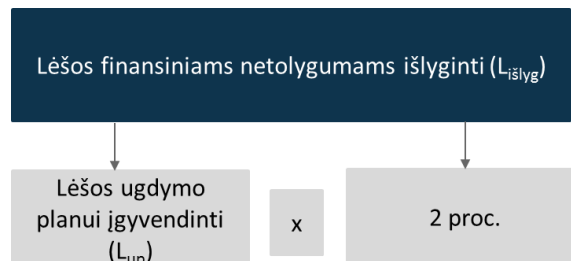 Lėšos finansiniams netolygumams išlyginti (Lišlyg)
Lėšos ugdymo
planui įgyvendinti
(Lup)
x
2 proc.